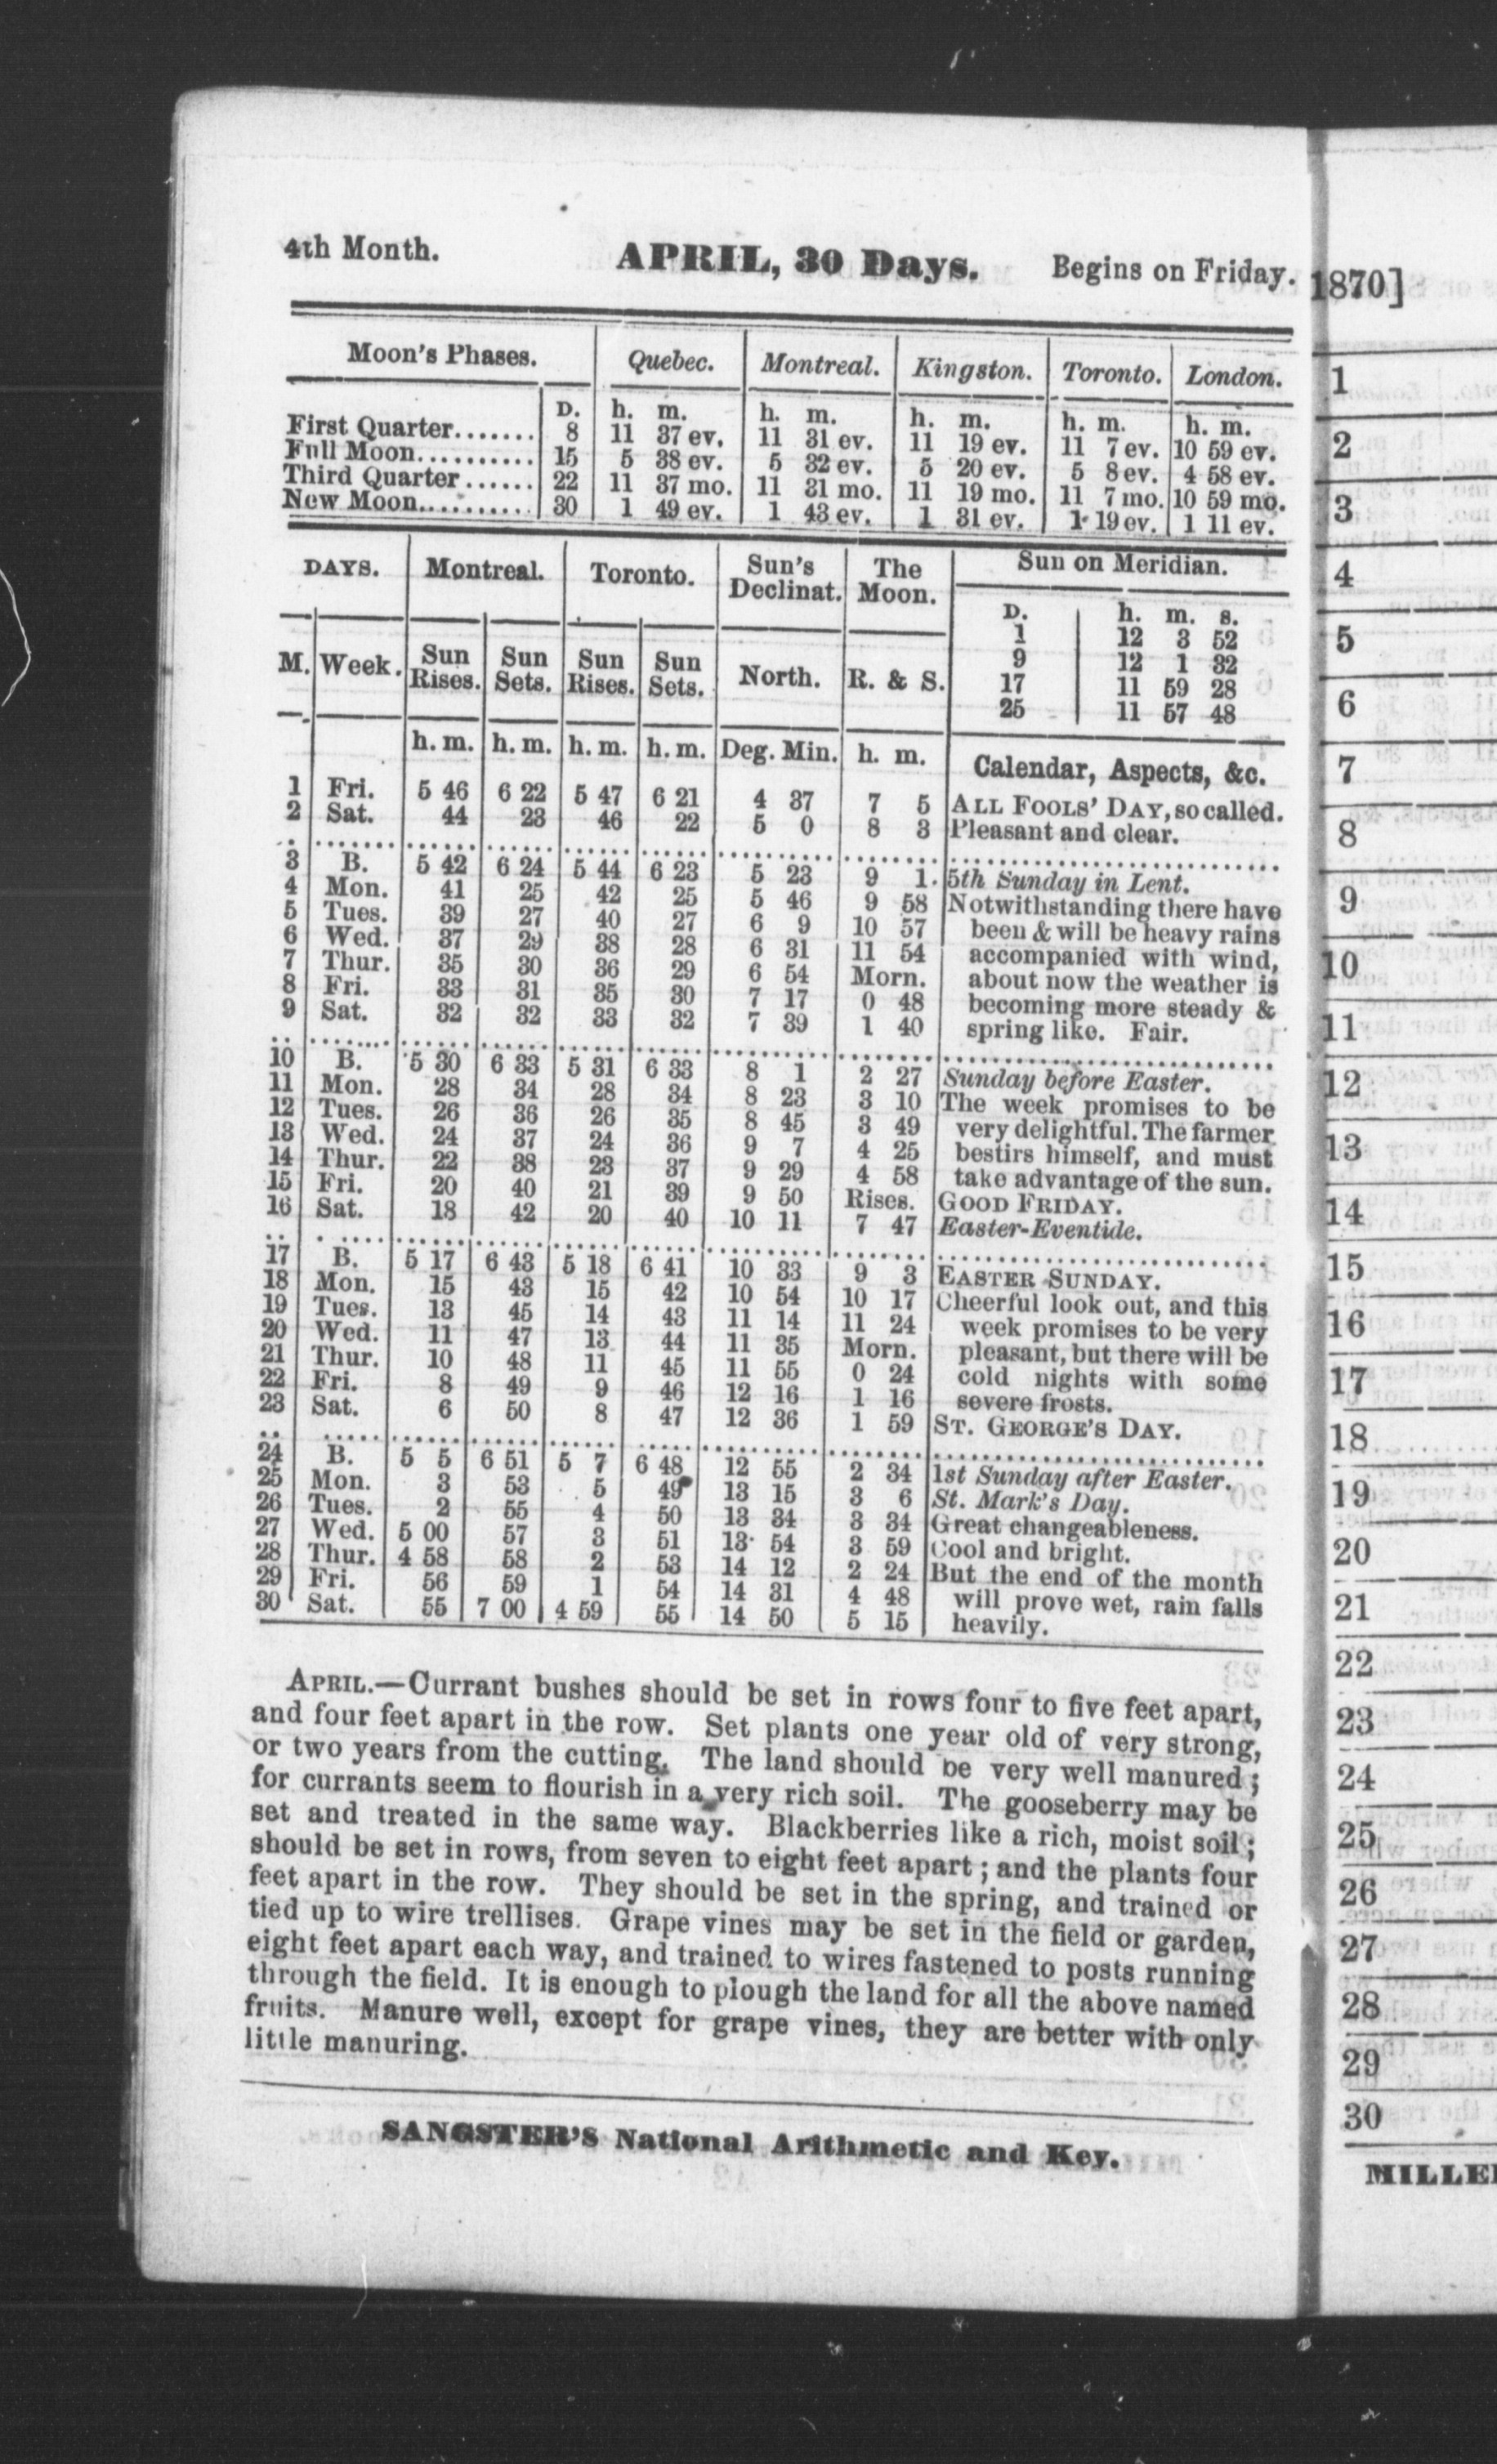 4th Month. APRIL, 30 Days. Begins on Friday.
Moon's Phases. Quebec. Montreal. Kingston. Toronto. London.
D. h. m. h. m. h. m. h. m. h. m.
First Quarter....... 8 11 37 ev. 11 31 ev. 11 19 ev. 11 7 ev. 10 59 ev.
Full Moon.......... 15 5 38 ev. 5 32 ev. 5 20 ev. 5 8 ev. 4 58 ev.
Third Quarter...... 22 11 37 mo. 11 31 mo. 11 19 mo. 11 7 mo. 10 59 mo.
New Moon.......... 30 1 49 ev. 1 43 ev. 1 31 ev. 1 19 ev. 1 11 ev.
DAYS. Montreal. Toronto. Sun's Declinat. The Moon. Sun on Meridian.
D. h. m. s.
1 12 3 52
9 12 1 32
17 11 59 28
25 11 57 48
M. Week. Sun Rises. Sun Sets. Sun Rises. Sun Sets. North. R. & S.
h. m. h. m. h. m. h. m. Deg. Min. h. m. Calendar, Aspects, &c.
1 Fri. 5 46 6 22 5 47 6 21 4 37 7 5 ALL FOOLS' DAY, so called.
2 Sat. 44 23 46 22 5 0 8 3 Pleasant and clear.
3 B. 5 42 6 24 5 44 6 23 5 23 9 1 5th Sunday in Lent.
4 Mon. 41 25 42 25 5 46 9 58 Notwithstanding there have
5 Tues. 39 27 40 27 6 9 10 57 been & will be heavy rains
6 Wed. 37 29 38 28 6 31 11 54 accompanied with wind,
7 Thur. 35 30 36 29 6 54 Morn. about now the weather is
8 Fri. 33 31 35 30 7 17 0 48 becoming more steady &
9 Sat. 32 32 33 32 7 39 1 40 spring like. Fair.
10 B. 5 30 6 33 5 31 6 33 8 1 2 27 Sunday before Easter.
11 Mon. 28 34 28 34 8 23 3 10 The week promises to be
12 Tues. 26 36 26 35 8 45 3 49 very delightful. The farmer
13 Wed. 24 37 24 36 9 7 4 25 bestirs himself, and must
14 Thur. 22 38 23 37 9 29 4 58 take advantage of the sun.
15 Fri. 20 40 21 39 9 50 Rises. GOOD FRIDAY.
16 Sat. 18 42 20 40 10 11 7 47 Easter-Eventide.
17 B. 5 17 6 43 5 18 6 41 10 33 9 3 EASTER SUNDAY.
18 Mon. 15 43 15 42 10 54 10 17 Cheerful look out, and this
19 Tues. 13 45 14 43 11 14 11 24 week promises to be very
20 Wed. 11 47 13 44 11 35 Morn. pleasant, but there will be
21 Thur. 10 48 11 45 11 55 0 24 cold nights with some
22 Fri. 8 49 9 46 12 16 1 16 severe frosts.
23 Sat. 6 50 8 47 12 36 1 59 ST. GEORGE'S DAY.
24 B. 5 5 6 51 5 7 6 48 12 55 2 34 1st Sunday after Easter.
25 Mon. 3 53 5 49 13 15 3 6 St. Mark's Day.
26 Tues. 2 55 4 50 13 34 3 34 Great changeableness.
27 Wed. 5 00 57 3 51 13 54 3 59 Cool and bright.
28 Thur. 4 58 58 2 53 14 12 2 24 But the end of the month
29 Fri. 56 59 1 54 14 31 4 48 will prove wet, rain falls
30 Sat. 55 7 00 4 59 55 14 50 5 15 heavily.
APRIL.—Currant bushes should be set in rows four to five feet apart,
and four feet apart in the row. Set plants one year old of very strong,
or two years from the cutting. The land should be very well manured;
for currants seem to flourish in a very rich soil. The gooseberry may be
set and treated in the same way. Blackberries like a rich, moist soil;
should be set in rows, from seven to eight feet apart; and the plants four
feet apart in the row. They should be set in the spring, and trained or
tied up to wire trellises. Grape vines may be set in the field or garden,
eight feet apart each way, and trained to wires fastened to posts running
through the field. It is enough to plough the land for all the above named
fruits. Manure well, except for grape vines, they are better with only
little manuring.
SANGSTER'S National Arithmetic and Key.
1870]
1
2
3
4
5
6
7
8
9
10
11
12
13
14
15
16
17
18
19
20
21
22
23
24
25
26
27
28
29
30